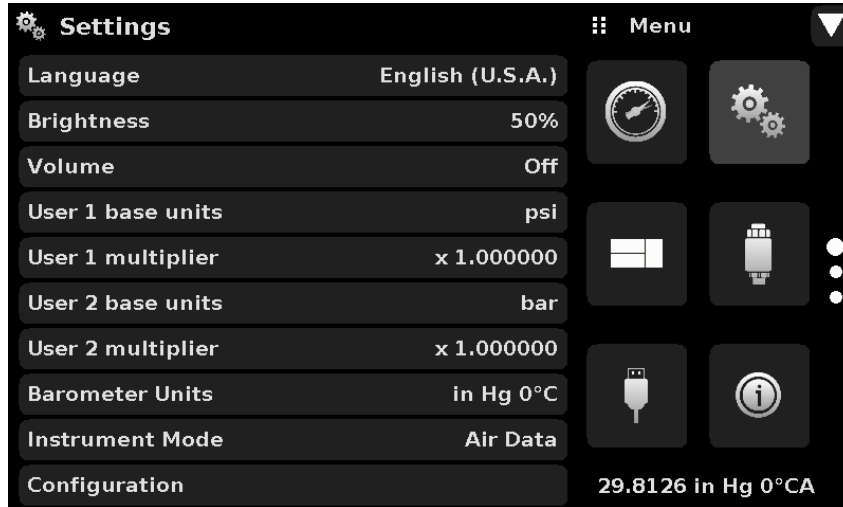 Settings
Menu
Language English (U.S.A.)
Brightness 50%
Volume Off
User 1 base units psi
User 1 multiplier x 1.000000
User 2 base units bar
User 2 multiplier x 1.000000
Barometer Units in Hg 0°C
Instrument Mode Air Data
Configuration
29.8126 in Hg 0°CA